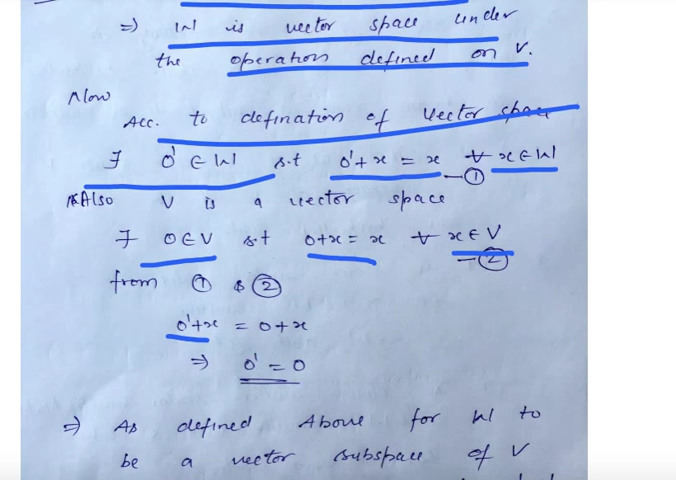 ⇒ W is vector space under
the operation defined on V.
Now
Acc. to defination of Vector space
∃ 0' ∈ W s.t 0'+x = x ∀ x ∈ W —①
Also V is a vector space
∃ 0 ∈ V s.t 0+x = x ∀ x ∈ V —②
from ① & ②
0'+x = 0+x
⇒ 0' = 0
⇒ As defined Above for W to
be a vector subspace of V